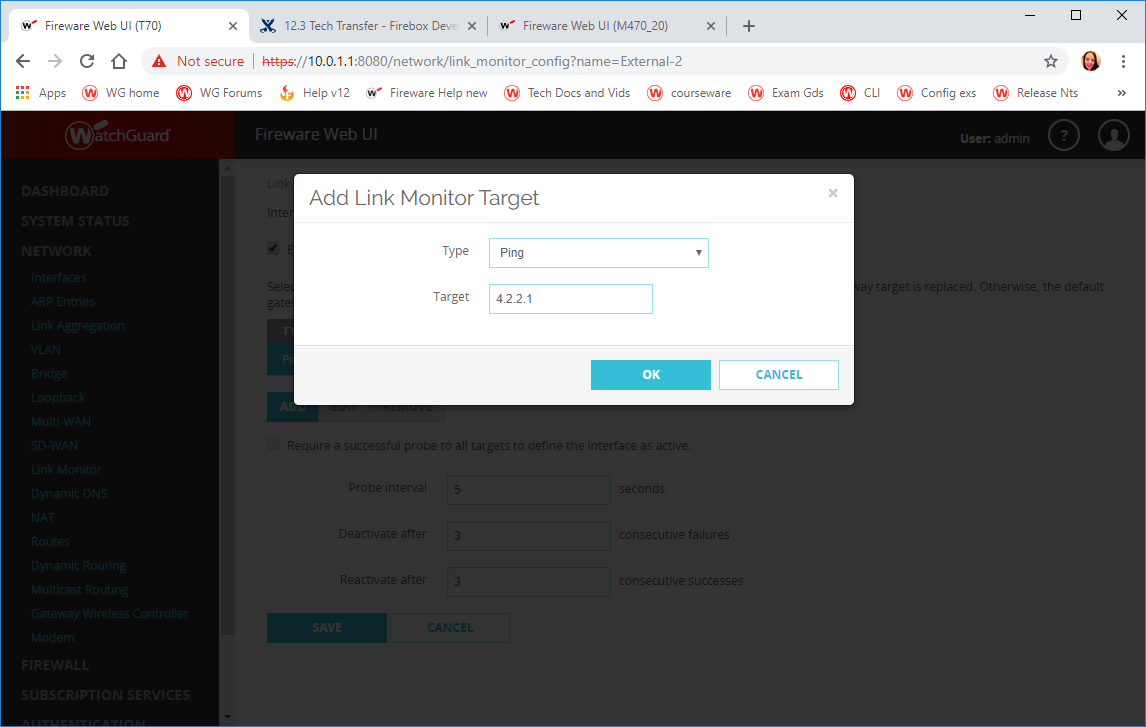 Fireware Web UI (T70)
12.3 Tech Transfer - Firebox Deve
Fireware Web UI (M470_20)
Not secure
https://10.0.1.1:8080/network/link_monitor_config?name=External-2
Apps
WG home
WG Forums
Help v12
Fireware Help new
Tech Docs and Vids
courseware
Exam Gds
CLI
Config exs
Release Nts
»
WatchGuard
Fireware Web UI
User: admin
?
DASHBOARD
SYSTEM STATUS
NETWORK
Interfaces
ARP Entries
Link Aggregation
VLAN
Bridge
Loopback
Multi-WAN
SD-WAN
Link Monitor
Dynamic DNS
NAT
Routes
Dynamic Routing
Multicast Routing
Gateway Wireless Controller
Modem
FIREWALL
SUBSCRIPTION SERVICES
AUTHENTICATION
Link
Add Link Monitor Target
Type
Ping
Target
4.2.2.1
OK
CANCEL
way target is replaced. Otherwise, the default
ADD
EDIT
REMOVE
Require a successful probe to all targets to define the interface as active.
Probe interval
5
seconds
Deactivate after
3
consecutive failures
Reactivate after
3
consecutive successes
SAVE
CANCEL